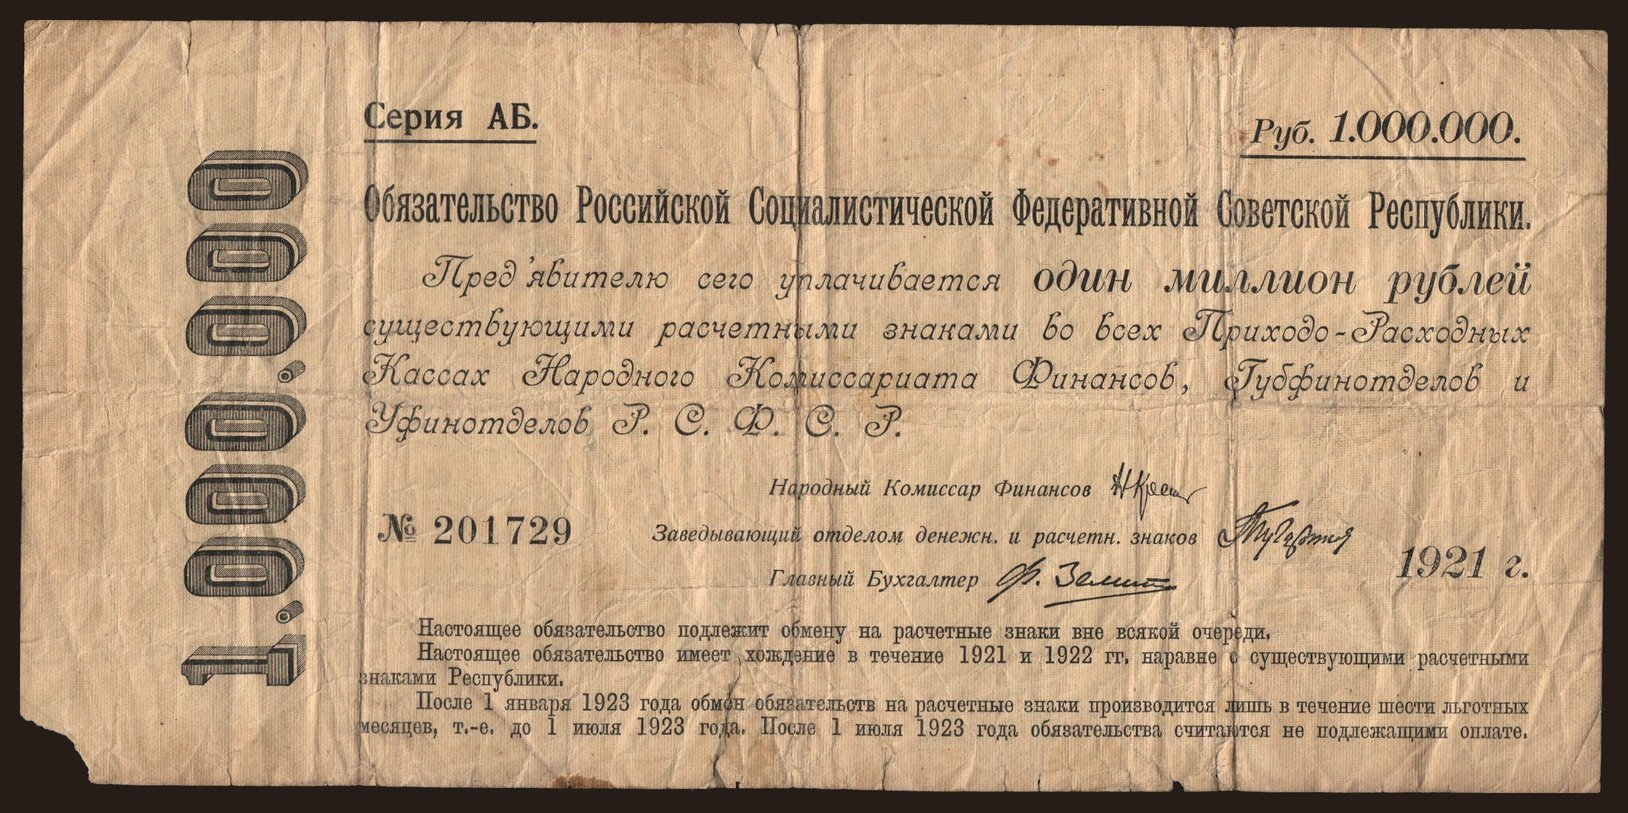 Серия АБ.
Руб. 1.000.000.
1.000.000
Обязательство Российской Социалистической Федеративной Советской Республики.
Пред'явителю сего уплачивается один миллион рублей
существующими расчетными знаками во всех Приходо-Расходных
Кассах Народного Комиссариата Финансов, Губфинотделов и
Уфинотделов Р. С. Ф. С. Р.
Народный Комиссар Финансов
№ 201729
Заведывающий отделом денежн. и расчетн. знаков
1921 г.
Главный Бухгалтер Ф.
Настоящее обязательство подлежит обмену на расчетные знаки вне всякой очереди.
Настоящее обязательство имеет хождение в течение 1921 и 1922 гг. наравне с существующими расчетными
знаками Республики.
После 1 января 1923 года обмен обязательств на расчетные знаки производится лишь в течение шести льготных
месяцев, т.-е. до 1 июля 1923 года. После 1 июля 1923 года обязательства считаются не подлежащими оплате.